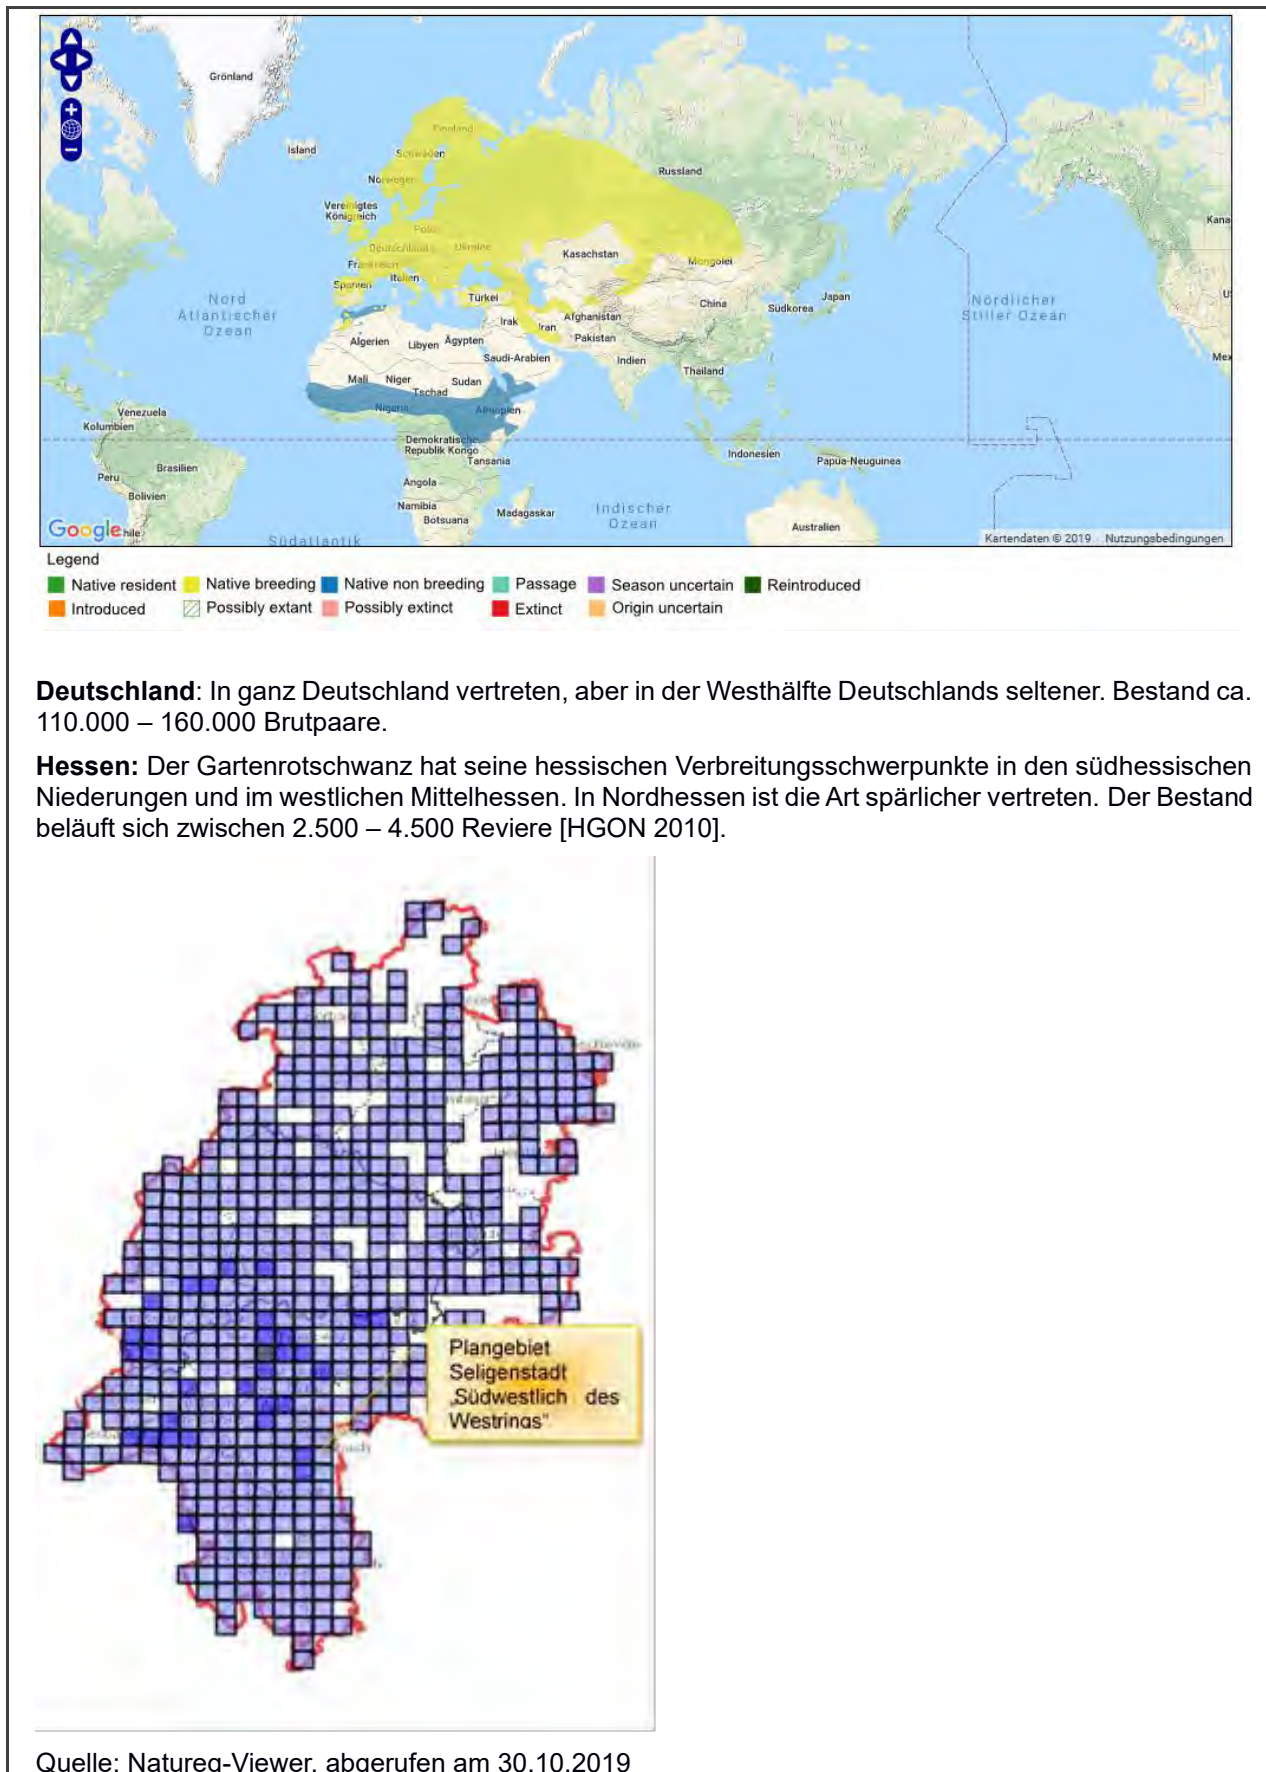 Grönland
Island
Finnland
Schweden
Norwegen
Russland
Vereinigtes
Königreich
Kana
Polen
Deutschland
Ukraine
Kasachstan
Mongolei
Frankreich
Italien
Spanien
Türkei
Nord
Atlantischer
Ozean
China
Südkorea
Japan
Nördlicher
Stiller Ozean
Irak
Iran
Afghanistan
Pakistan
Algerien
Libyen
Ägypten
Saudi-Arabien
Indien
Thailand
Mex
Mali
Niger
Tschad
Sudan
Nigeria
Äthiopien
Venezuela
Kolumbien
Demokratische
Republik Kongo
Tansania
Indonesien
Papua-Neuguinea
Brasilien
Peru
Bolivien
Angola
Namibia
Botsuana
Madagaskar
Indischer
Ozean
Australien
Google
hile
Südatlantik
Kartendaten © 2019 Nutzungsbedingungen
Legend
Native resident Native breeding Native non breeding Passage Season uncertain Reintroduced
Introduced Possibly extant Possibly extinct Extinct Origin uncertain
Deutschland: In ganz Deutschland vertreten, aber in der Westhälfte Deutschlands seltener. Bestand ca.
110.000 – 160.000 Brutpaare.
Hessen: Der Gartenrotschwanz hat seine hessischen Verbreitungsschwerpunkte in den südhessischen
Niederungen und im westlichen Mittelhessen. In Nordhessen ist die Art spärlicher vertreten. Der Bestand
beläuft sich zwischen 2.500 – 4.500 Reviere [HGON 2010].
Plangebiet
Seligenstadt
„Südwestlich des
Westrings“
Quelle: Natureg-Viewer, abgerufen am 30.10.2019